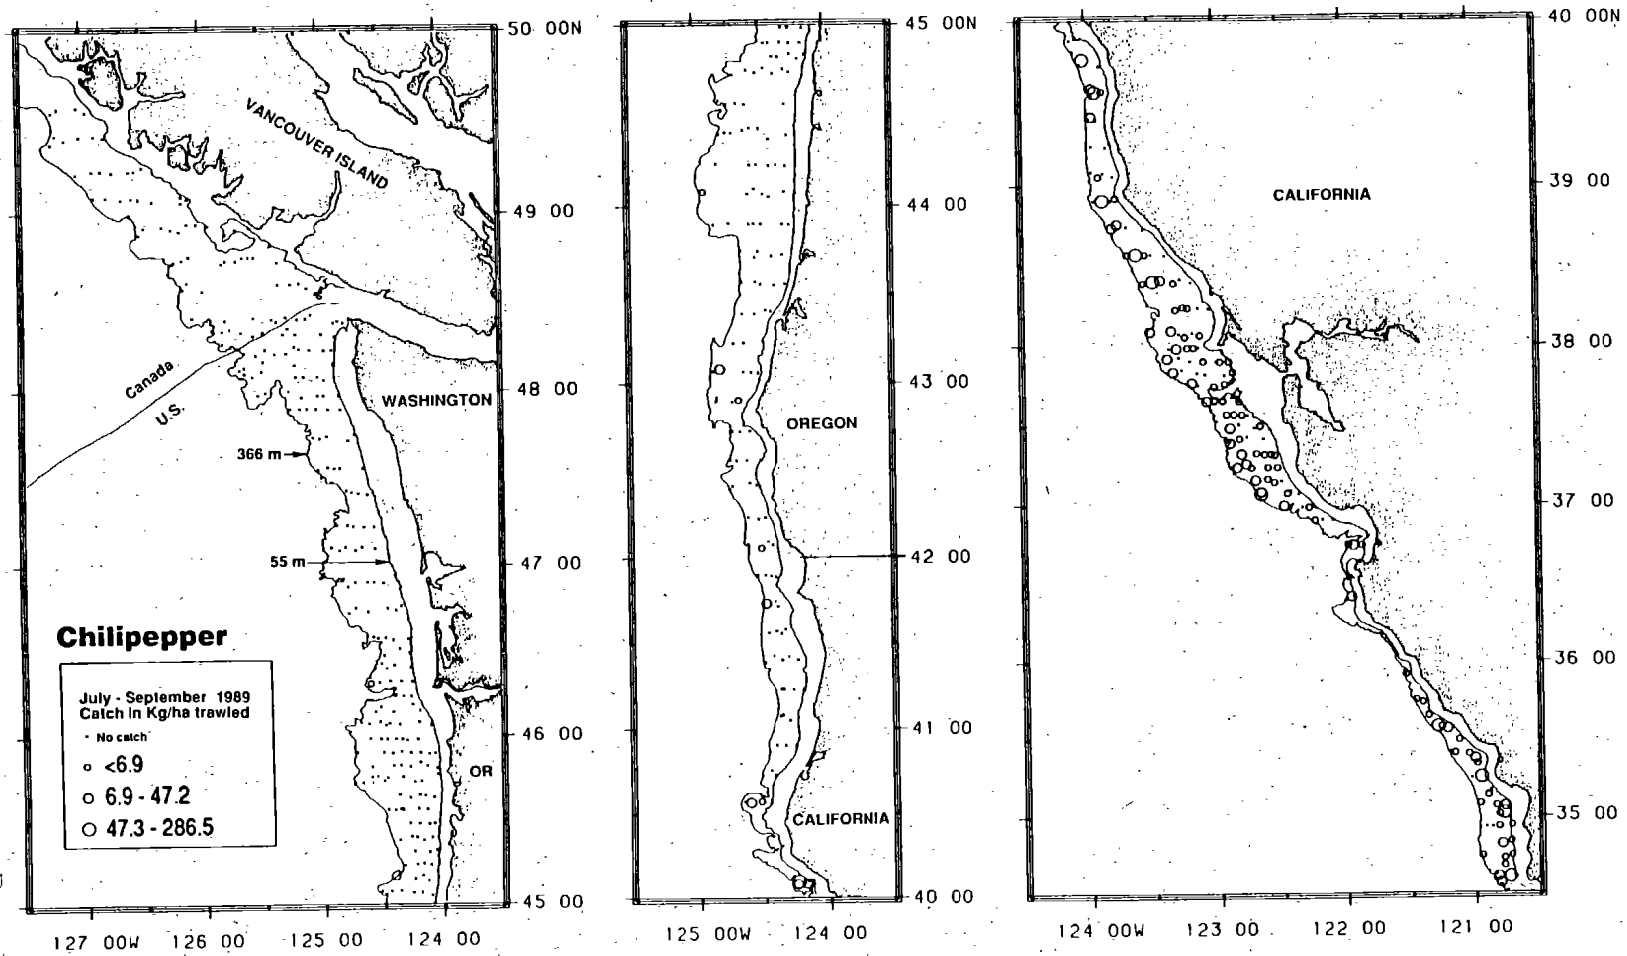 50 00N
VANCOUVER ISLAND
49 00
Canada
U.S.
48 00
WASHINGTON
366 m
47 00
55 m
Chilipepper
July - September 1989
Catch in Kg/ha trawled
· No catch
○ <6.9
○ 6.9 - 47.2
○ 47.3 - 286.5
46 00
OR
45 00
127 00W 126 00 125 00 124 00
45 00N
44 00
43 00
OREGON
42 00
41 00
CALIFORNIA
40 00
125 00W 124 00
40 00N
CALIFORNIA
39 00
38 00
37 00
36 00
35 00
124 00W 123 00 122 00 121 00